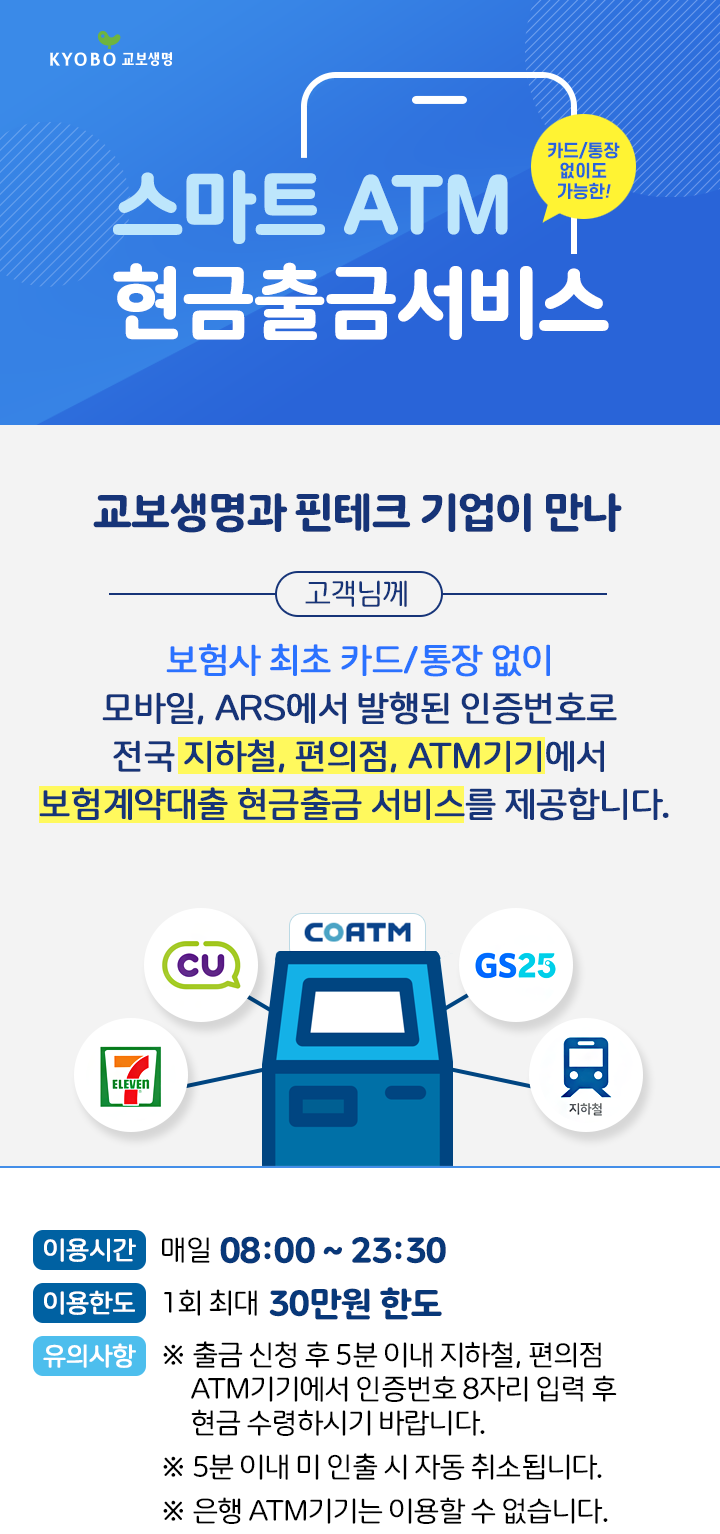 KYOBO 교보생명
카드/통장
없이도
가능한!
스마트 ATM
현금출금서비스
교보생명과 핀테크 기업이 만나
고객님께
보험사 최초 카드/통장 없이
모바일, ARS에서 발행된 인증번호로
전국 지하철, 편의점, ATM기기에서
보험계약대출 현금출금 서비스를 제공합니다.
COATM
CU
GS25
7
ELEVEN
지하철
이용시간 매일 08:00 ~ 23:30
이용한도 1회 최대 30만원 한도
유의사항 ※ 출금 신청 후 5분 이내 지하철, 편의점
ATM기기에서 인증번호 8자리 입력 후
현금 수령하시기 바랍니다.
※ 5분 이내 미 인출 시 자동 취소됩니다.
※ 은행 ATM기기는 이용할 수 없습니다.